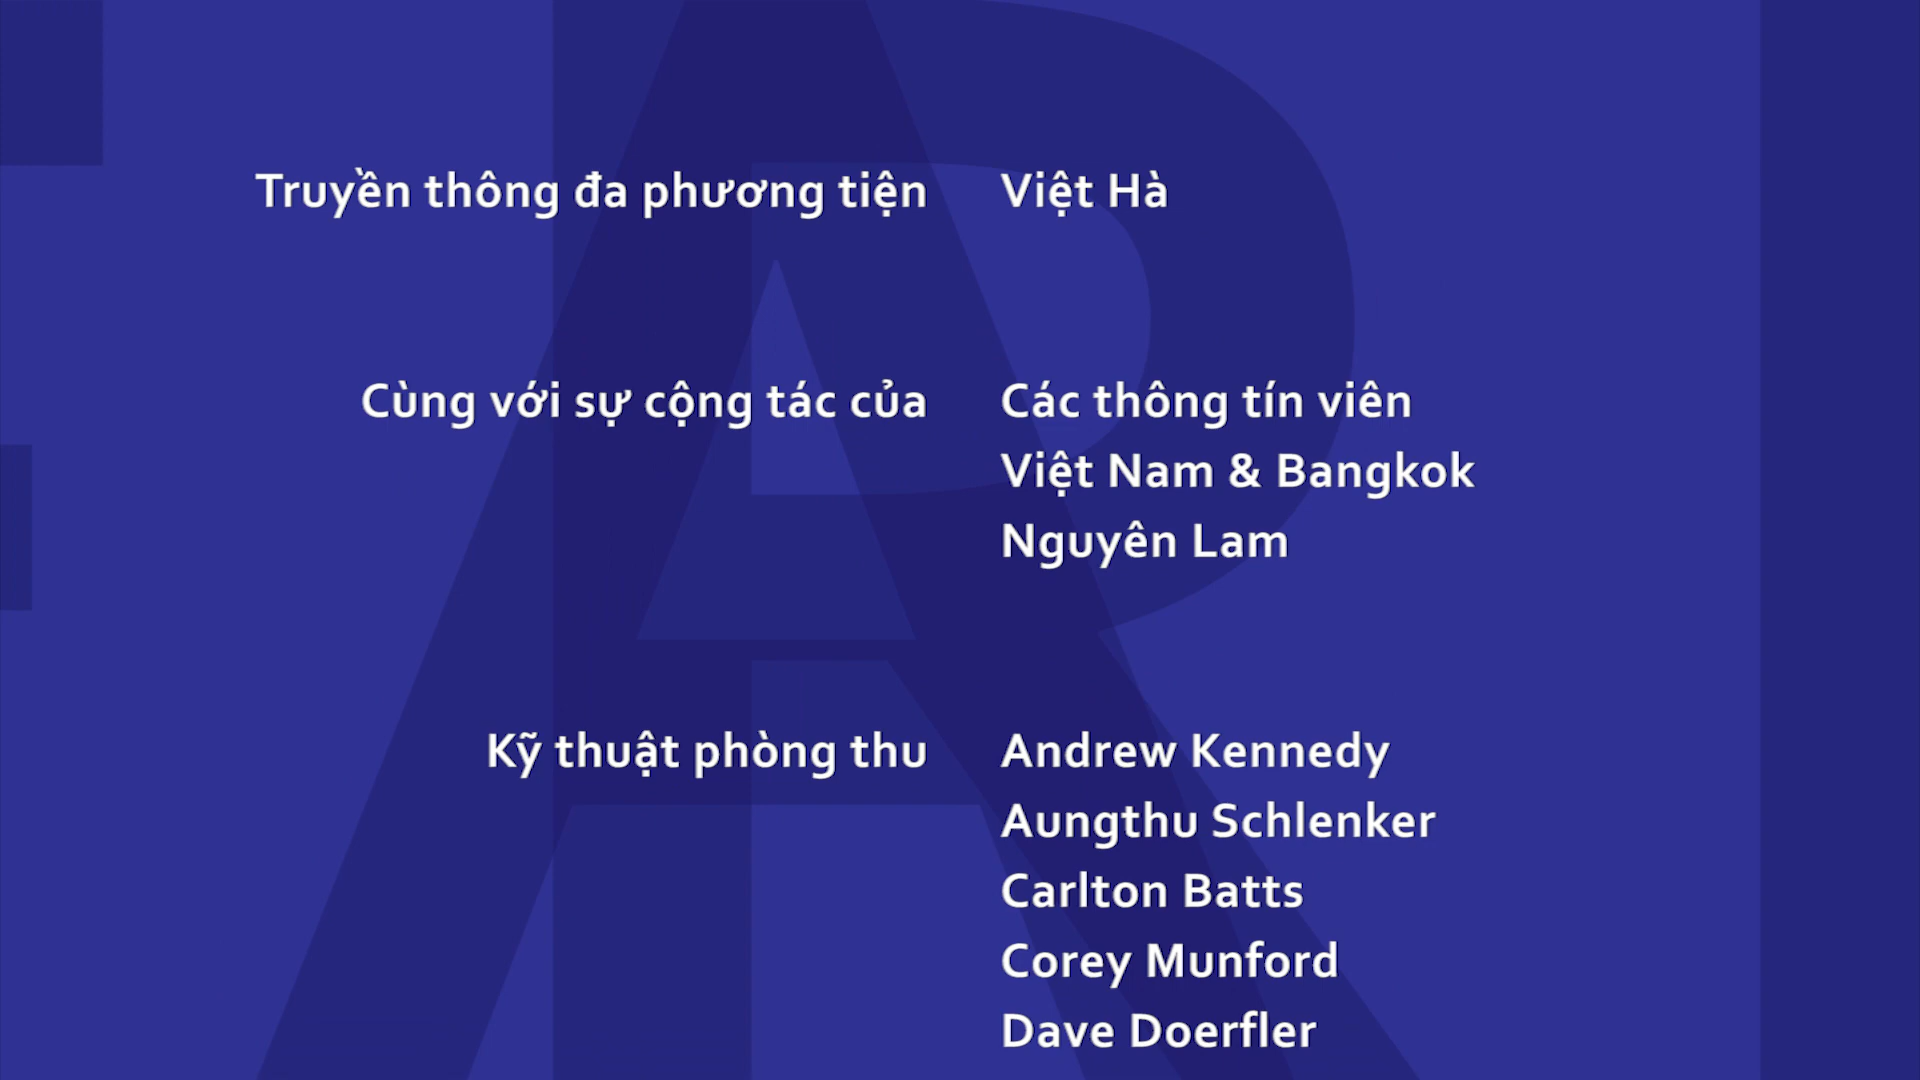 Truyền thông đa phương tiện Việt Hà
Cùng với sự cộng tác của Các thông tín viên
Việt Nam & Bangkok
Nguyên Lam
Kỹ thuật phòng thu Andrew Kennedy
Aungthu Schlenker
Carlton Batts
Corey Munford
Dave Doerfler